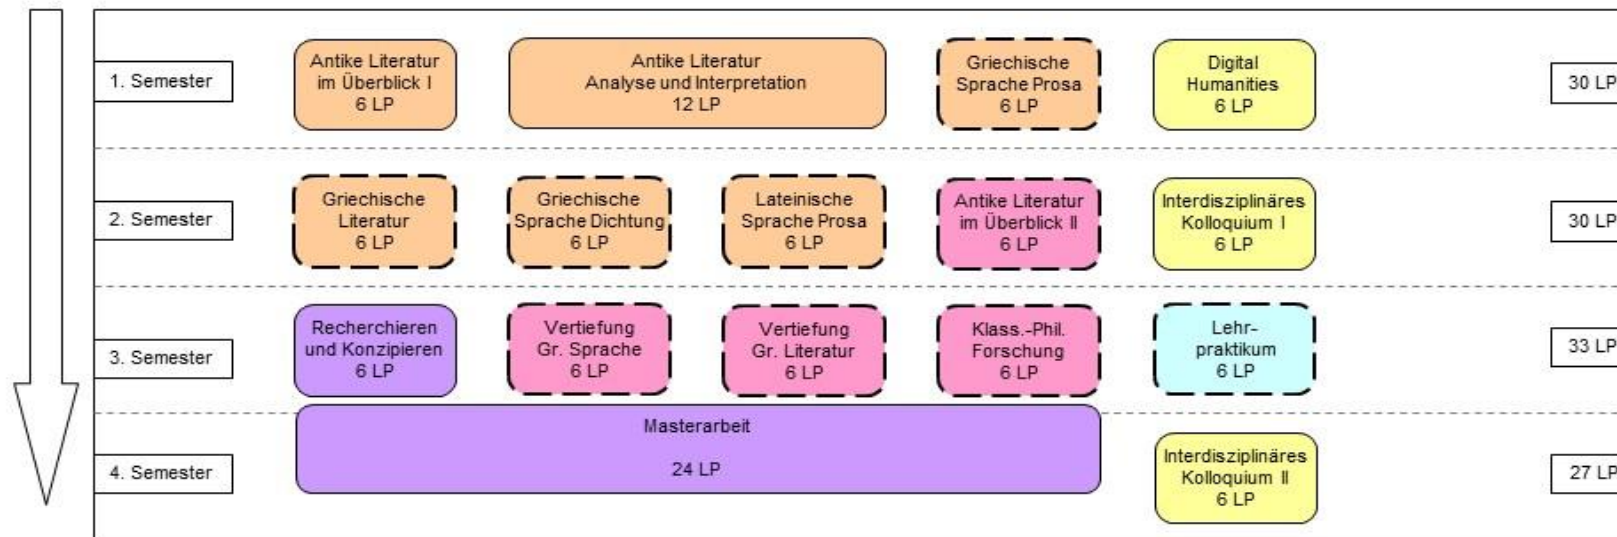 1. Semester
Antike Literatur
im Überblick I
6 LP
Antike Literatur
Analyse und Interpretation
12 LP
Griechische
Sprache Prosa
6 LP
Digital
Humanities
6 LP
30 LP
2. Semester
Griechische
Literatur
6 LP
Griechische
Sprache Dichtung
6 LP
Lateinische
Sprache Prosa
6 LP
Antike Literatur
im Überblick II
6 LP
Interdisziplinäres
Kolloquium I
6 LP
30 LP
3. Semester
Recherchieren
und Konzipieren
6 LP
Vertiefung
Gr. Sprache
6 LP
Vertiefung
Gr. Literatur
6 LP
Klass.-Phil.
Forschung
6 LP
Lehr-
praktikum
6 LP
33 LP
4. Semester
Masterarbeit
24 LP
Interdisziplinäres
Kolloquium II
6 LP
27 LP